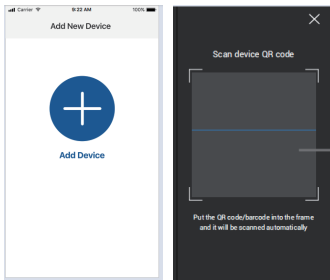 Carrier 9:22 AM 100%
Add New Device
Add Device
Scan device QR code
Put the QR code/barcode into the frame
and it will be scanned automatically